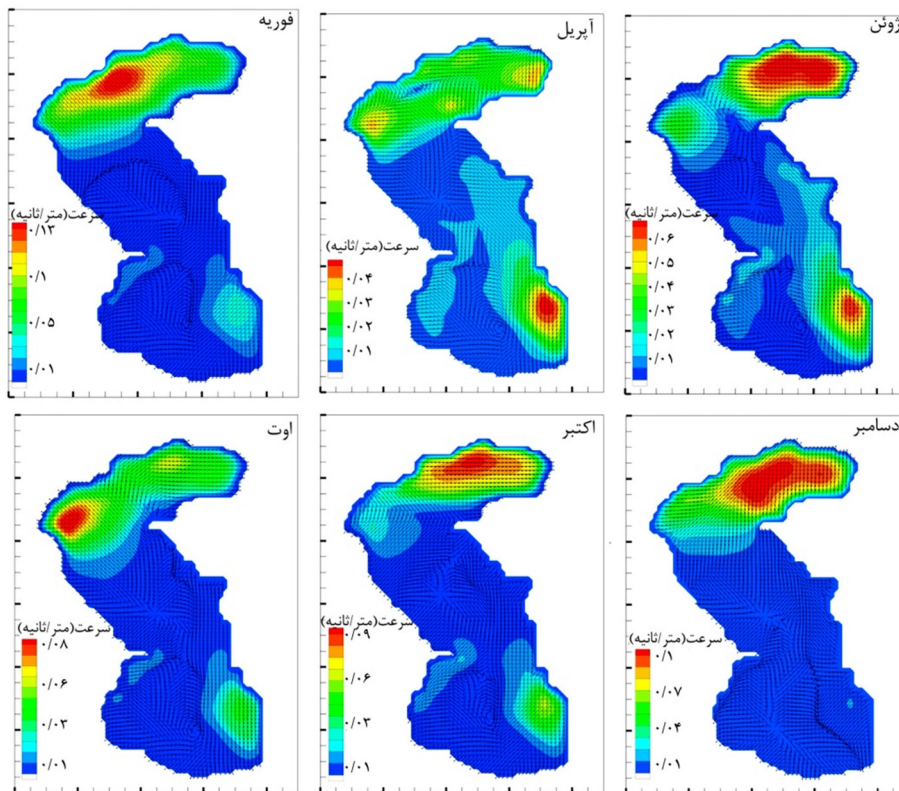 فوریه
سرعت(متر/ثانیه)
۰/۱۳
۰/۱
۰/۰۵
۰/۰۱
آپریل
سرعت(متر/ثانیه)
۰/۰۴
۰/۰۳
۰/۰۲
۰/۰۱
ژوئن
سرعت(متر/ثانیه)
۰/۰۶
۰/۰۵
۰/۰۴
۰/۰۳
۰/۰۲
۰/۰۱
اوت
سرعت(متر/ثانیه)
۰/۰۸
۰/۰۶
۰/۰۳
۰/۰۱
اکتبر
سرعت(متر/ثانیه)
۰/۰۹
۰/۰۶
۰/۰۳
۰/۰۱
دسامبر
سرعت(متر/ثانیه)
۰/۱
۰/۰۷
۰/۰۴
۰/۰۱